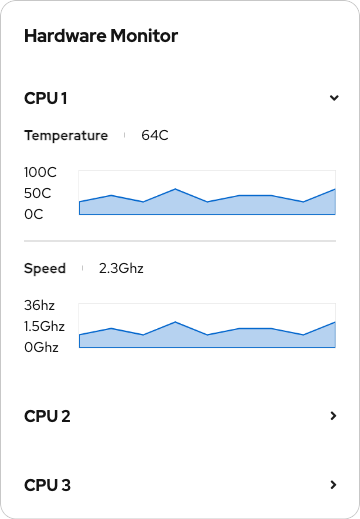 Hardware Monitor
CPU 1
Temperature 64C
100C
50C
0C
Speed 2.3Ghz
36hz
1.5Ghz
0Ghz
CPU 2
CPU 3